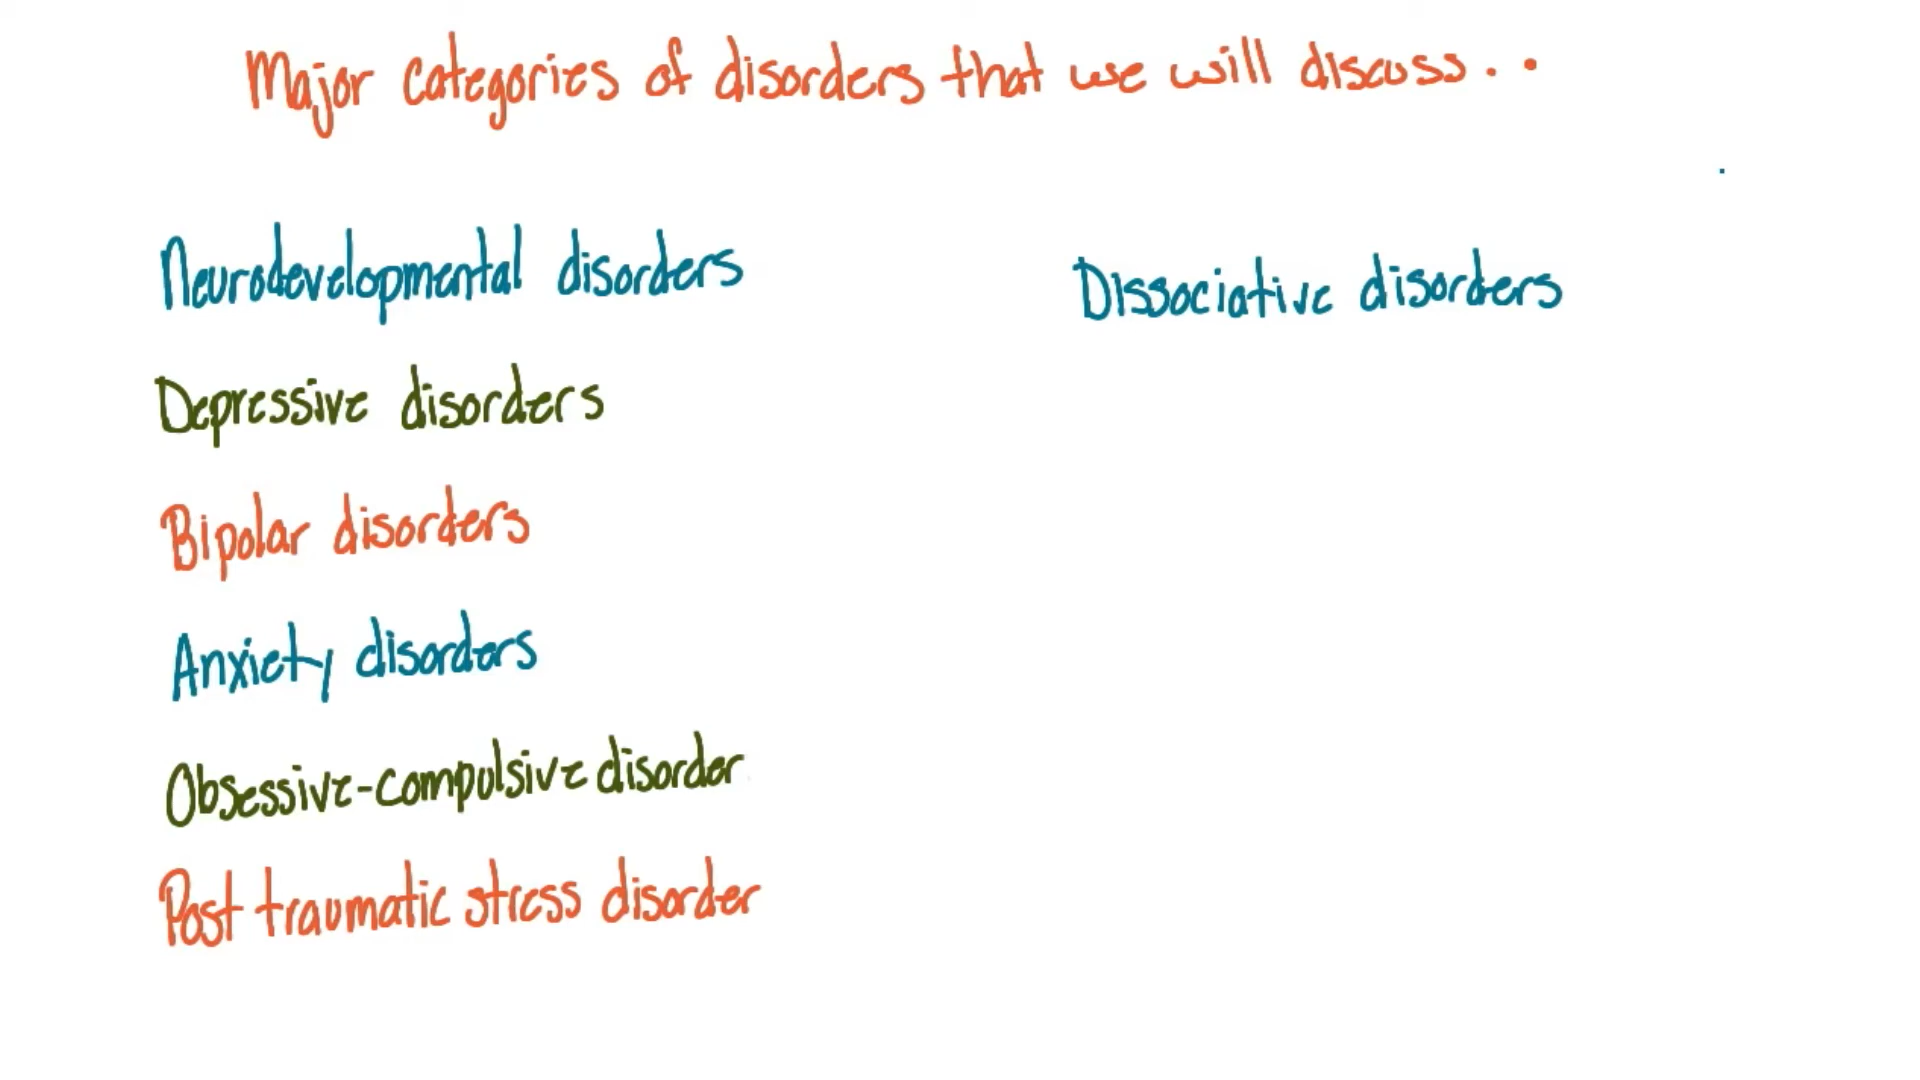 Major categories of disorders that we will discuss..
Neurodevelopmental disorders
Depressive disorders
Bipolar disorders
Anxiety disorders
Obsessive-compulsive disorder
Post traumatic stress disorder
Dissociative disorders